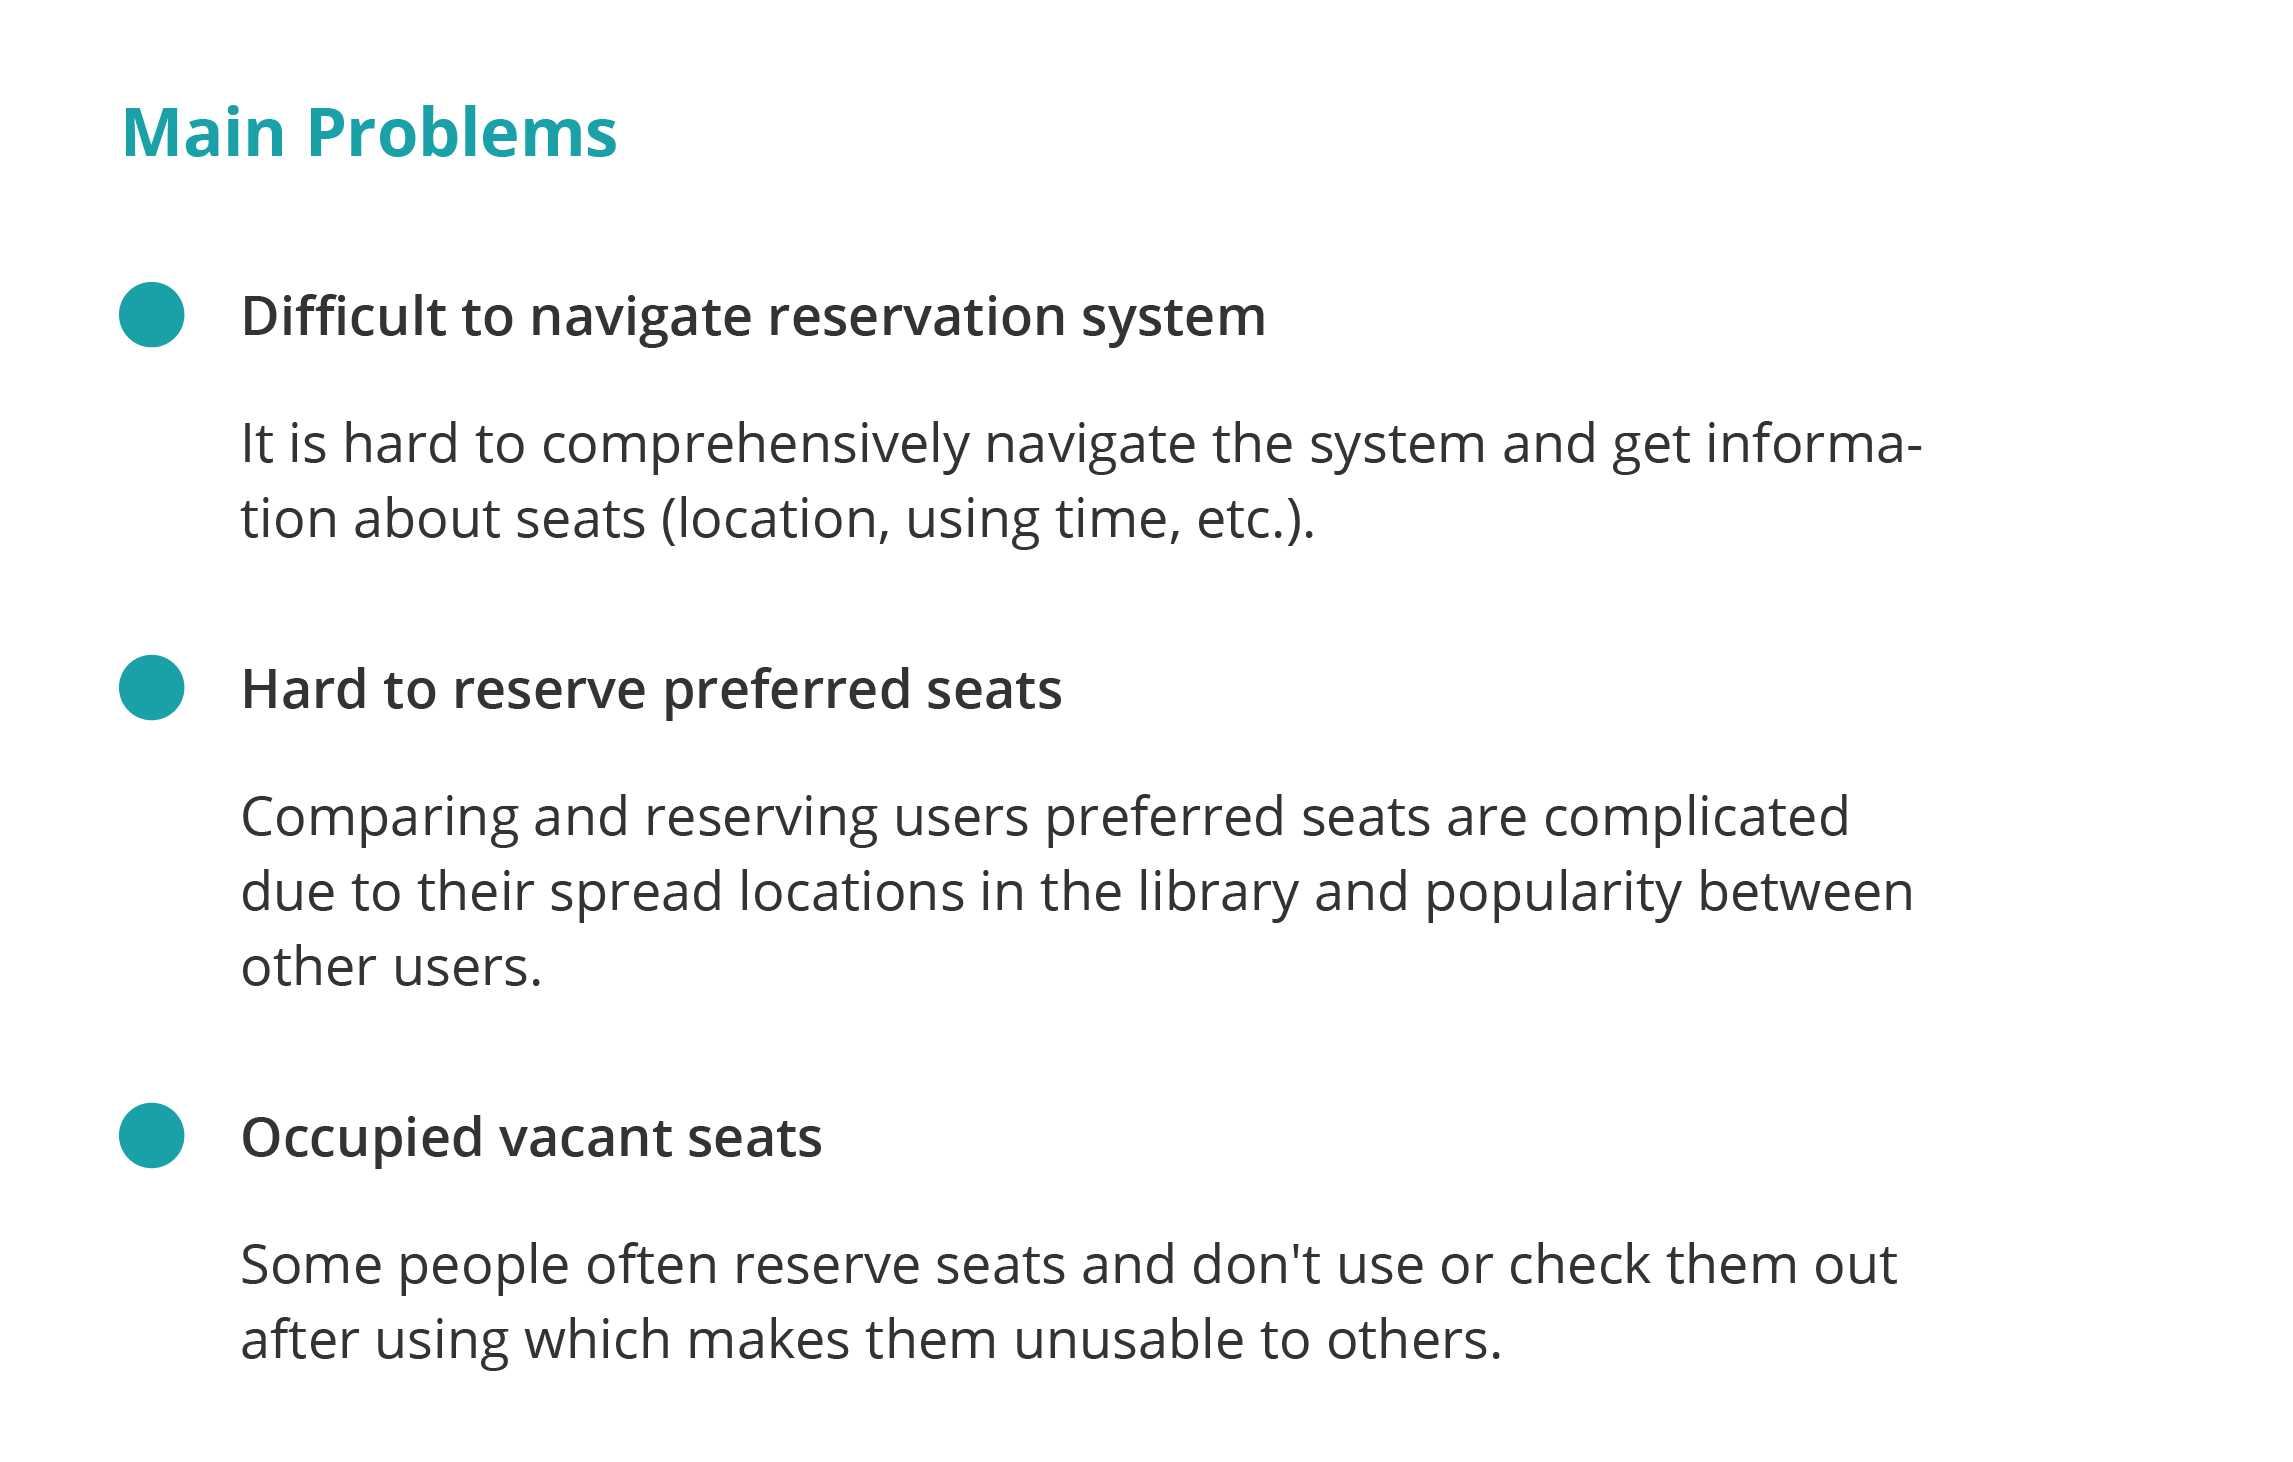 Main Problems
Difficult to navigate reservation system
It is hard to comprehensively navigate the system and get informa-
tion about seats (location, using time, etc.).
Hard to reserve preferred seats
Comparing and reserving users preferred seats are complicated
due to their spread locations in the library and popularity between
other users.
Occupied vacant seats
Some people often reserve seats and don't use or check them out
after using which makes them unusable to others.